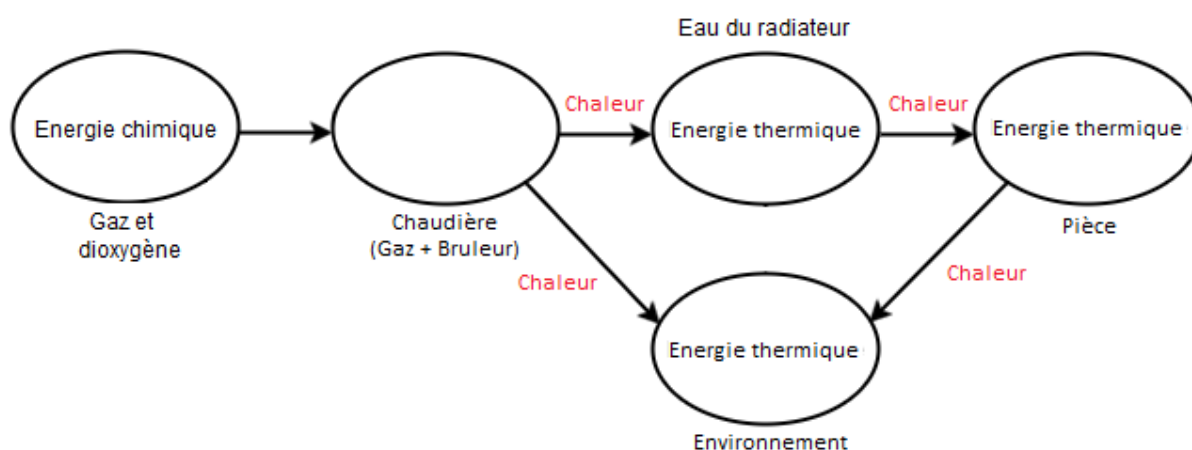 Eau du radiateur
Energie chimique
Chaleur
Energie thermique
Chaleur
Energie thermique
Gaz et
dioxygène
Chaudière
(Gaz + Bruleur)
Pièce
Chaleur
Chaleur
Energie thermique
Environnement